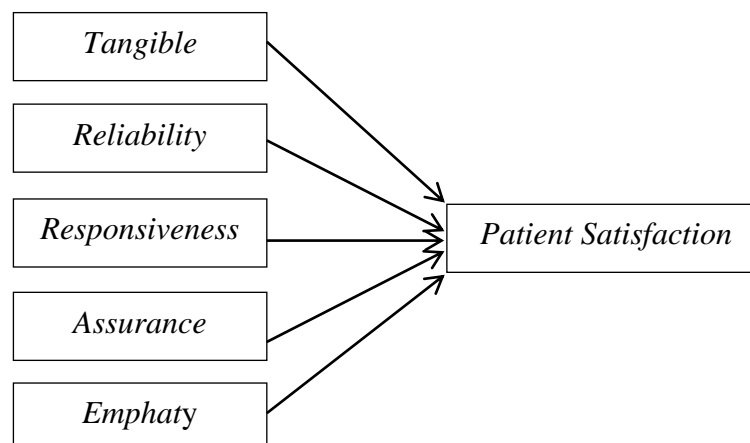 Tangible
Reliability
Responsiveness
Patient Satisfaction
Assurance
Emphaty